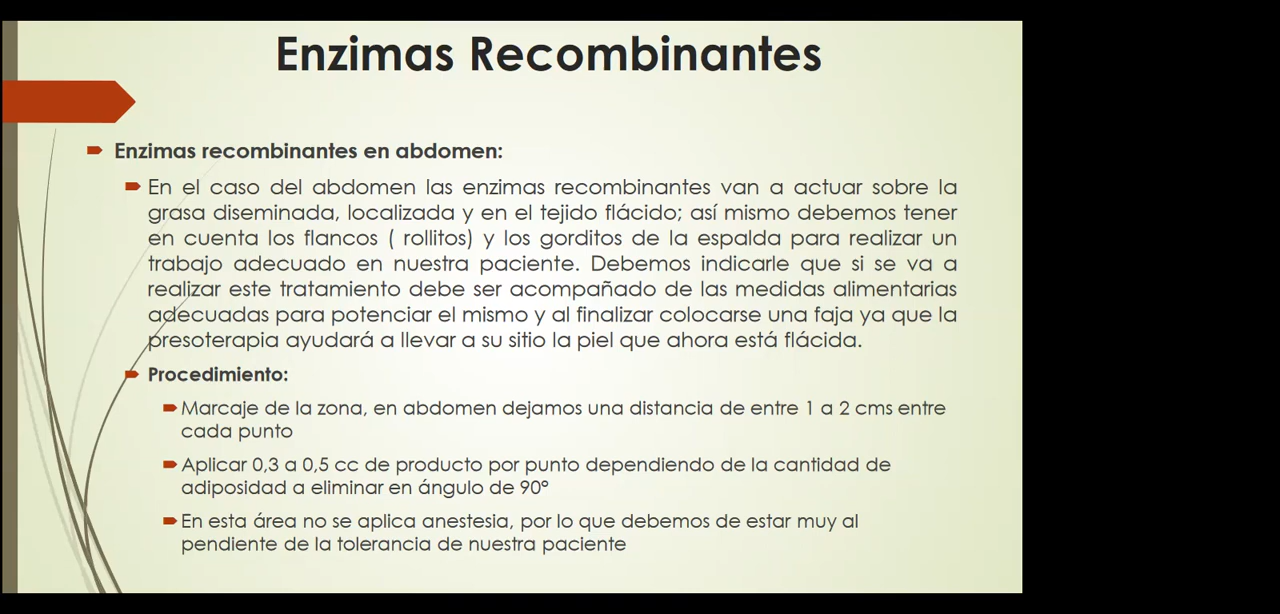 Enzimas Recombinantes
Enzimas recombinantes en abdomen:
En el caso del abdomen las enzimas recombinantes van a actuar sobre la
grasa diseminada, localizada y en el tejido flácido; así mismo debemos tener
en cuenta los flancos ( rollitos) y los gorditos de la espalda para realizar un
trabajo adecuado en nuestra paciente. Debemos indicarle que si se va a
realizar este tratamiento debe ser acompañado de las medidas alimentarias
adecuadas para potenciar el mismo y al finalizar colocarse una faja ya que la
presoterapia ayudará a llevar a su sitio la piel que ahora está flácida.
Procedimiento:
Marcaje de la zona, en abdomen dejamos una distancia de entre 1 a 2 cms entre
cada punto
Aplicar 0,3 a 0,5 cc de producto por punto dependiendo de la cantidad de
adiposidad a eliminar en ángulo de 90°
En esta área no se aplica anestesia, por lo que debemos de estar muy al
pendiente de la tolerancia de nuestra paciente